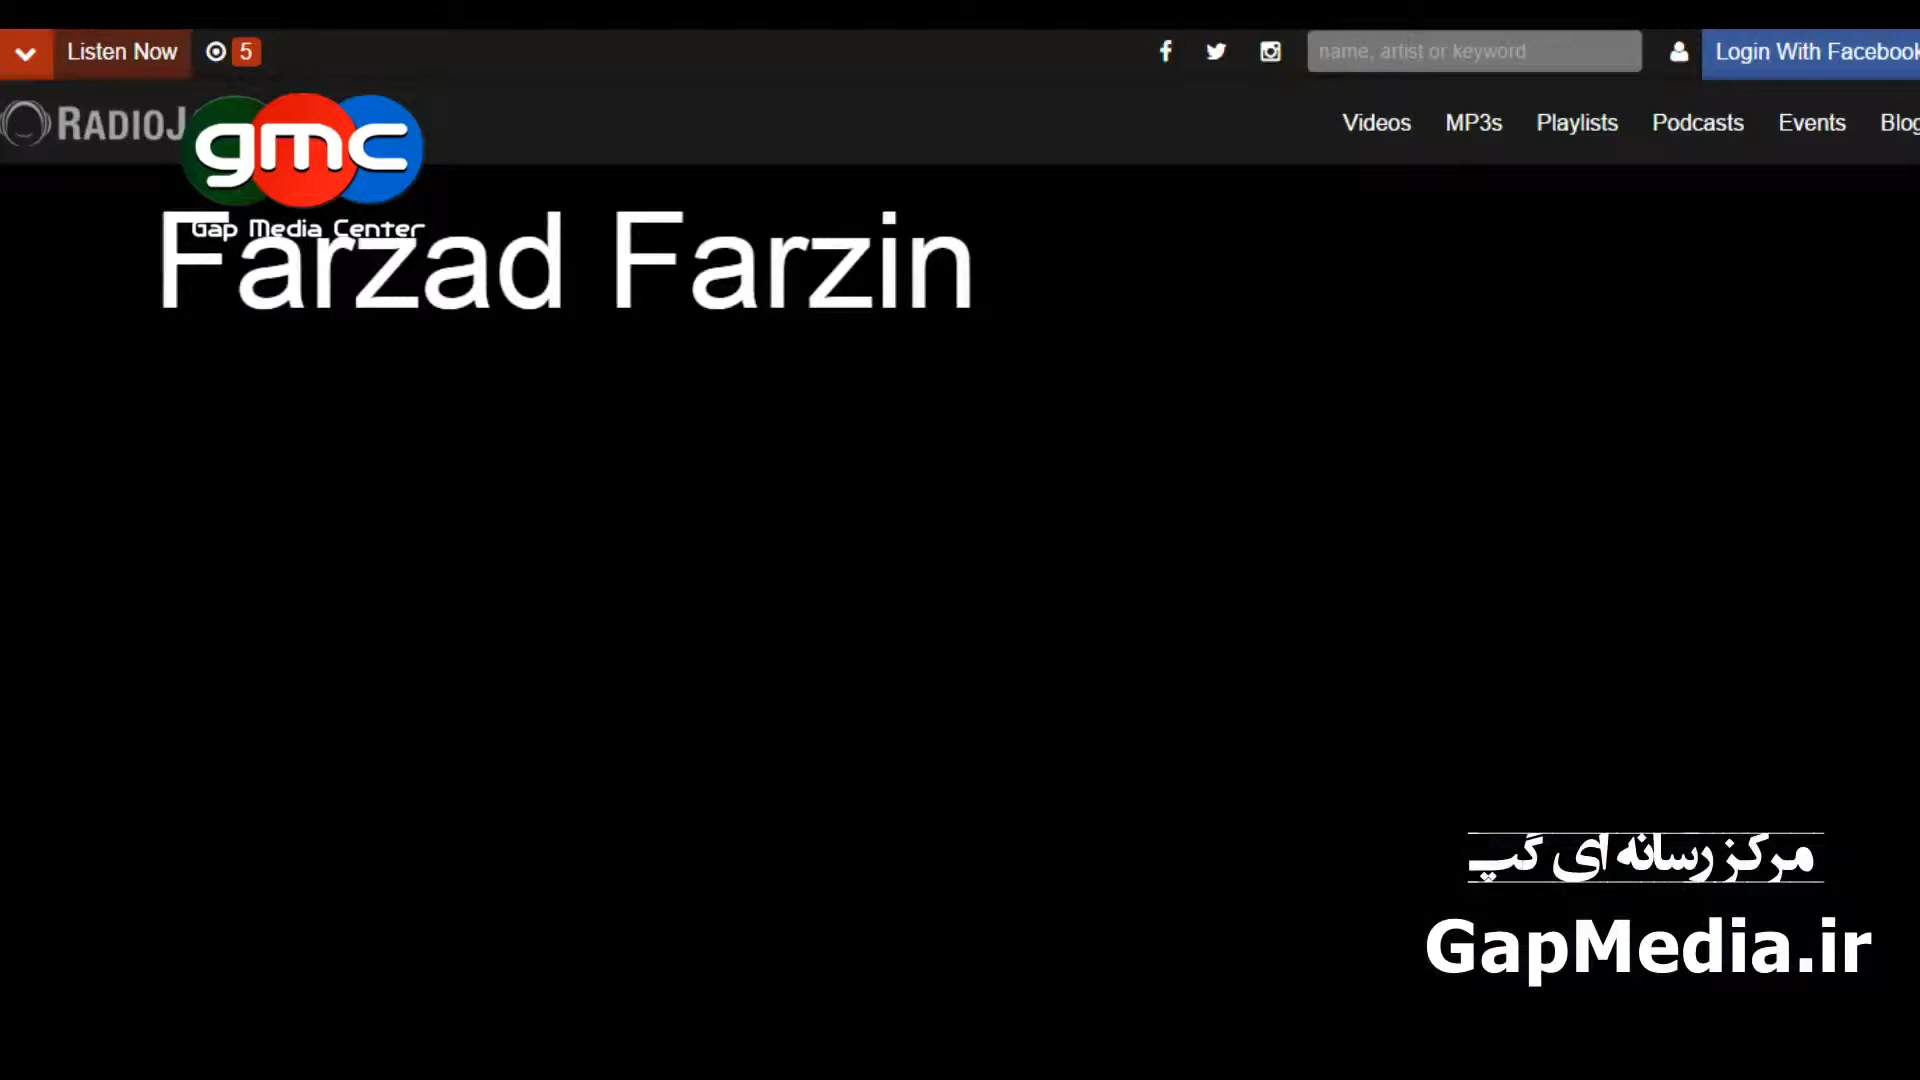 Listen Now 5 name, artist or keyword Login With Facebook
RADIOJ Videos MP3s Playlists Podcasts Events Blog
gmc
Gap Media Center
Farzad Farzin
مرکز رسانه ای گپ
GapMedia.ir